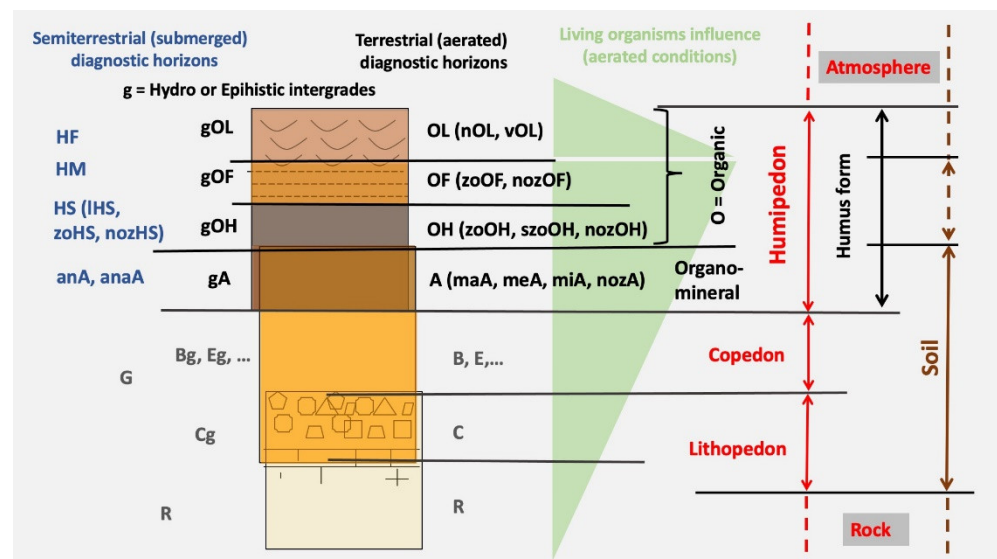 Semiterrestrial (submerged)
diagnostic horizons
Terrestrial (aerated)
diagnostic horizons
Living organisms influence
(aerated conditions)
Atmosphere
g = Hydro or Epihistic intergrades
HF
gOL
OL (nOL, vOL)
HM
gOF
OF (zoOF, nozOF)
HS (lHS,
zoHS, nozHS)
gOH
OH (zoOH, szoOH, nozOH)
O = Organic
Humipedon
Humus form
anA, anaA
gA
A (maA, meA, miA, nozA)
Organo-
mineral
Bg, Eg, ...
G
B, E,...
Copedon
Soil
Cg
C
Lithopedon
R
R
Rock